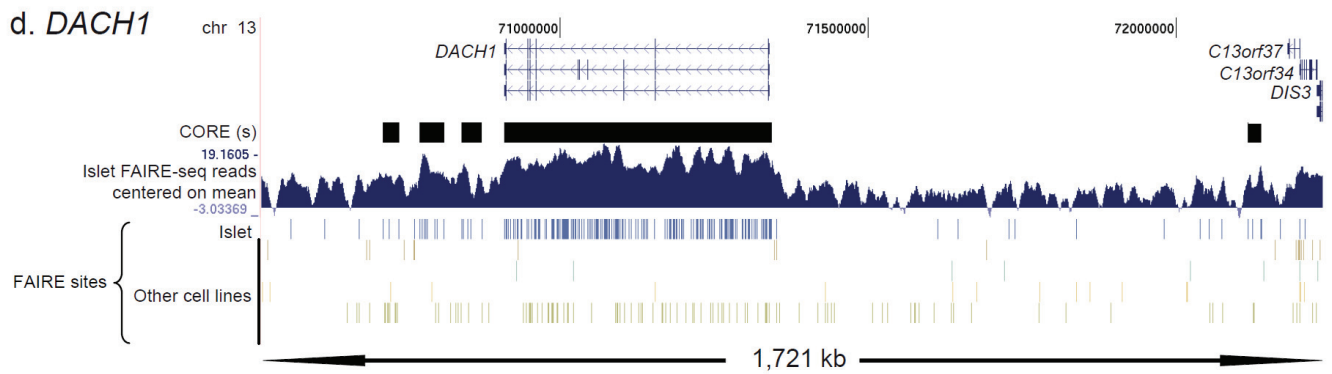 d. DACH1
chr 13
71000000
71500000
72000000
DACH1
C13orf37
C13orf34
DIS3
CORE (s)
19.1605 -
Islet FAIRE-seq reads
centered on mean
-3.03369 _
Islet
FAIRE sites
Other cell lines
1,721 kb